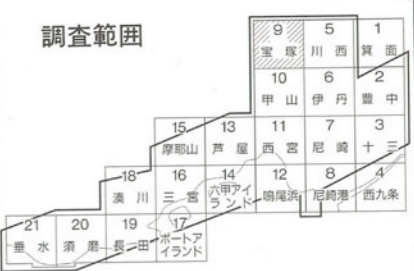 調査範囲
9 5 1
宝塚 川西 箕面
10 6 2
甲山 伊丹 豊中
15 13 11 7 3
摩耶山 芦屋 西宮 尼崎 十三
18 16 14 12 8 4
湊川 三宮 六甲アイランド 鳴尾浜 尼崎港 西九条
21 20 19 17
垂水 須磨 長田 ポートアイランド